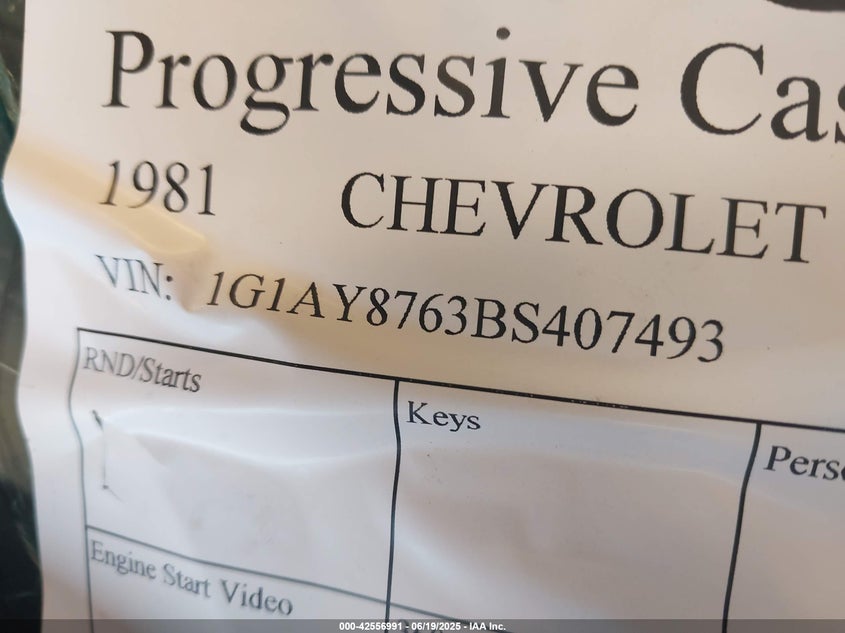 Progressive Cas
1981 CHEVROLET
VIN: 1G1AY8763BS407493
RND/Starts
Keys
Pers
Engine Start Video
000-42556991 - 06/19/2025 - IAA Inc.